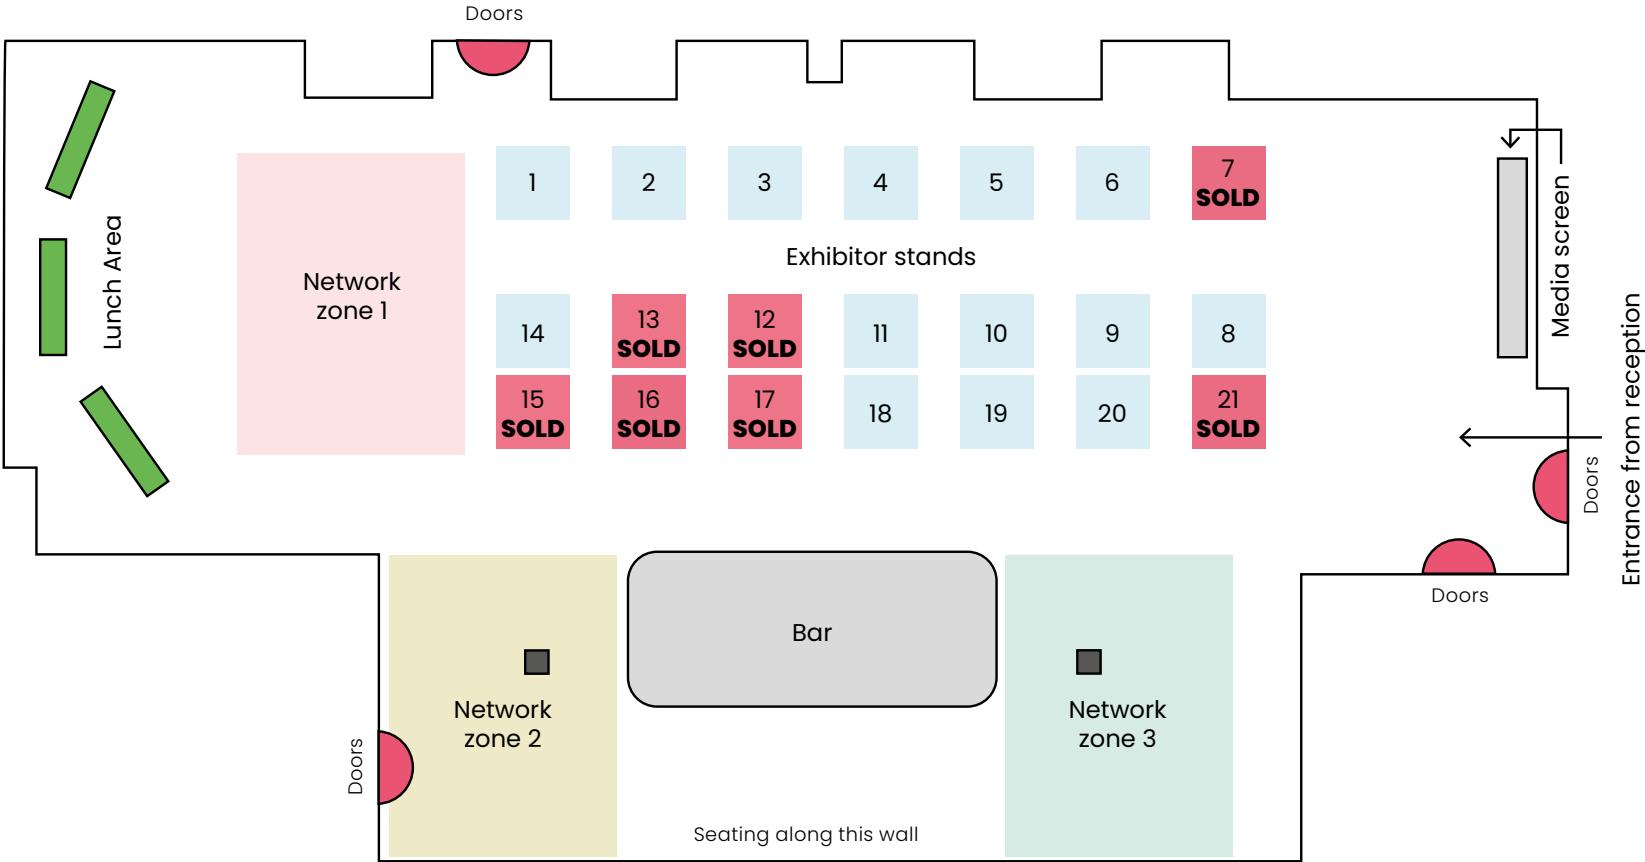 Doors
1
2
3
4
5
6
7
SOLD
Exhibitor stands
Media screen
Lunch Area
Network
zone 1
14
13
SOLD
12
SOLD
11
10
9
8
15
SOLD
16
SOLD
17
SOLD
18
19
20
21
SOLD
Entrance from reception
Doors
Doors
Bar
Network
zone 2
Network
zone 3
Doors
Seating along this wall